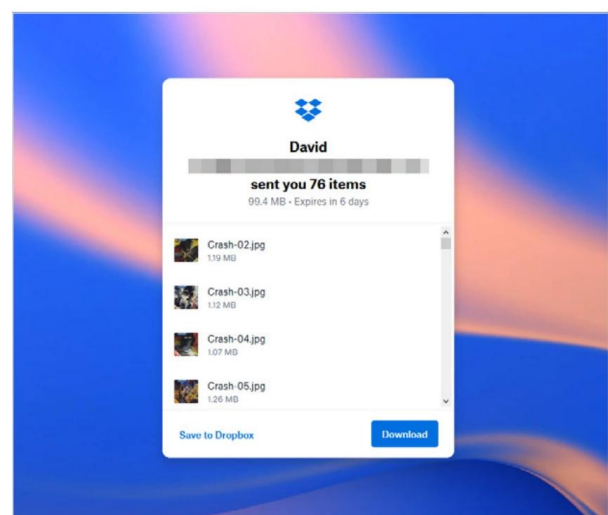 David
sent you 76 items
99.4 MB • Expires in 6 days
Crash-02.jpg
1.19 MB
Crash-03.jpg
1.12 MB
Crash-04.jpg
1.07 MB
Crash-05.jpg
1.26 MB
Save to Dropbox
Download